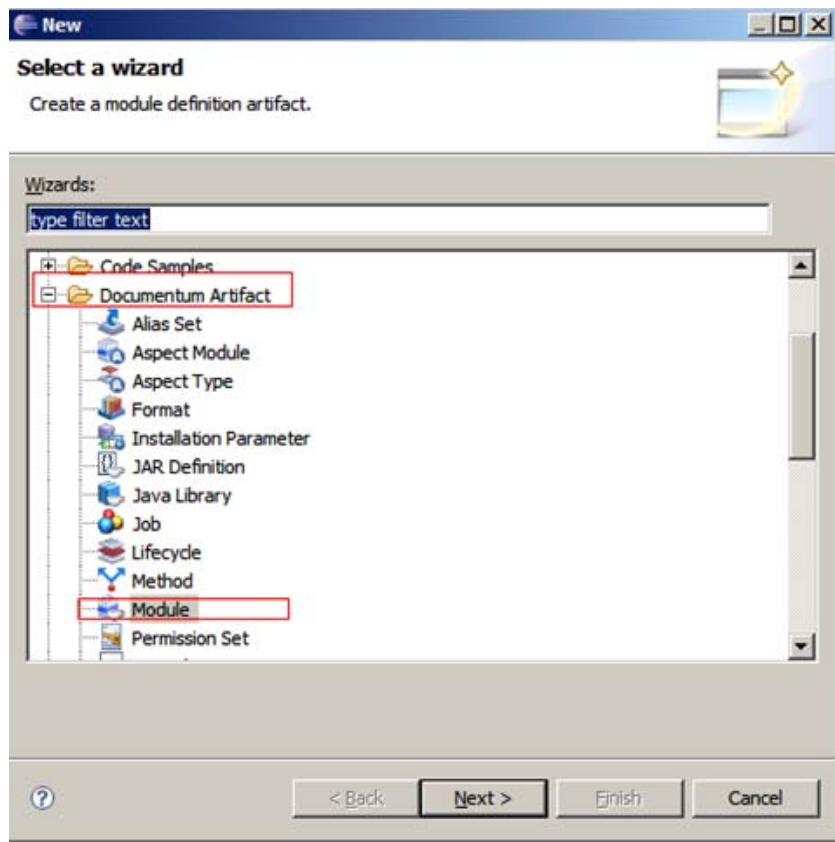 New
Select a wizard
Create a module definition artifact.
Wizards:
type filter text
Code Samples
Documentum Artifact
Alias Set
Aspect Module
Aspect Type
Format
Installation Parameter
JAR Definition
Java Library
Job
Lifecycle
Method
Module
Permission Set
< Back
Next >
Finish
Cancel